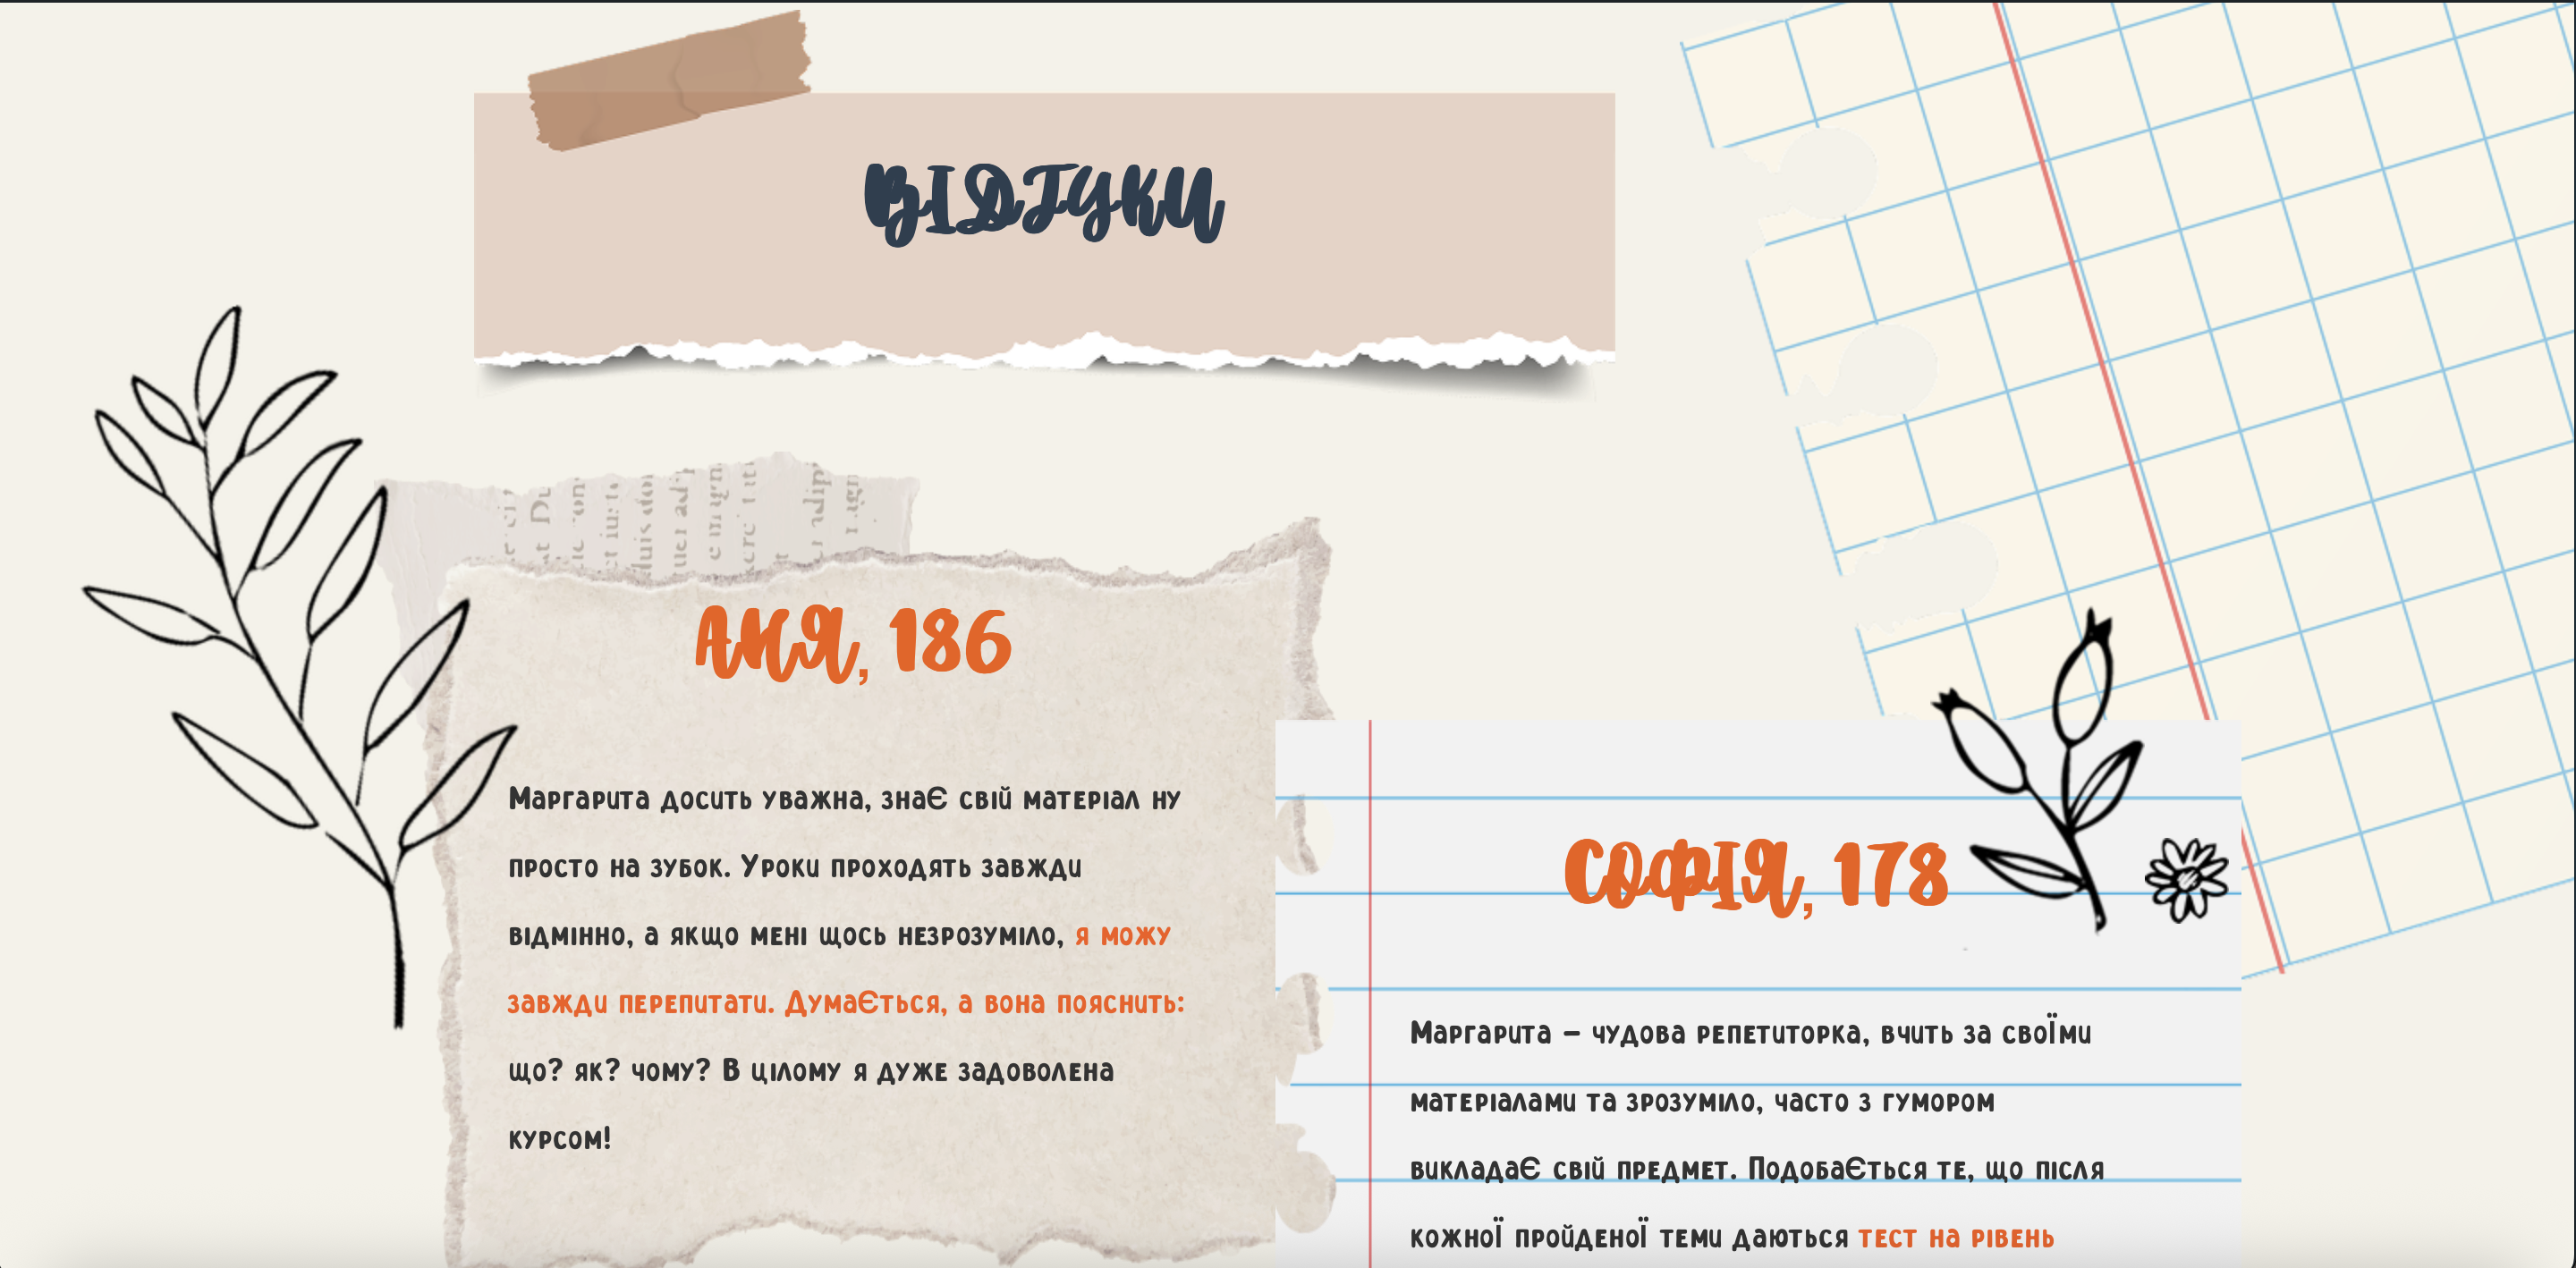 ВІДГУКИ
АНЯ, 186
Маргарита досить уважна, знає свій матеріал ну
просто на зубок. Уроки проходять завжди
відмінно, а якщо мені щось незрозуміло, я можу
завжди перепитати. Думається, а вона пояснить:
що? як? чому? В цілому я дуже задоволена
курсом!
СОФІЯ, 178
Маргарита – чудова репетиторка, вчить за своїми
матеріалами та зрозуміло, часто з гумором
викладає свій предмет. Подобається те, що після
кожної пройденої теми даються тест на рівень